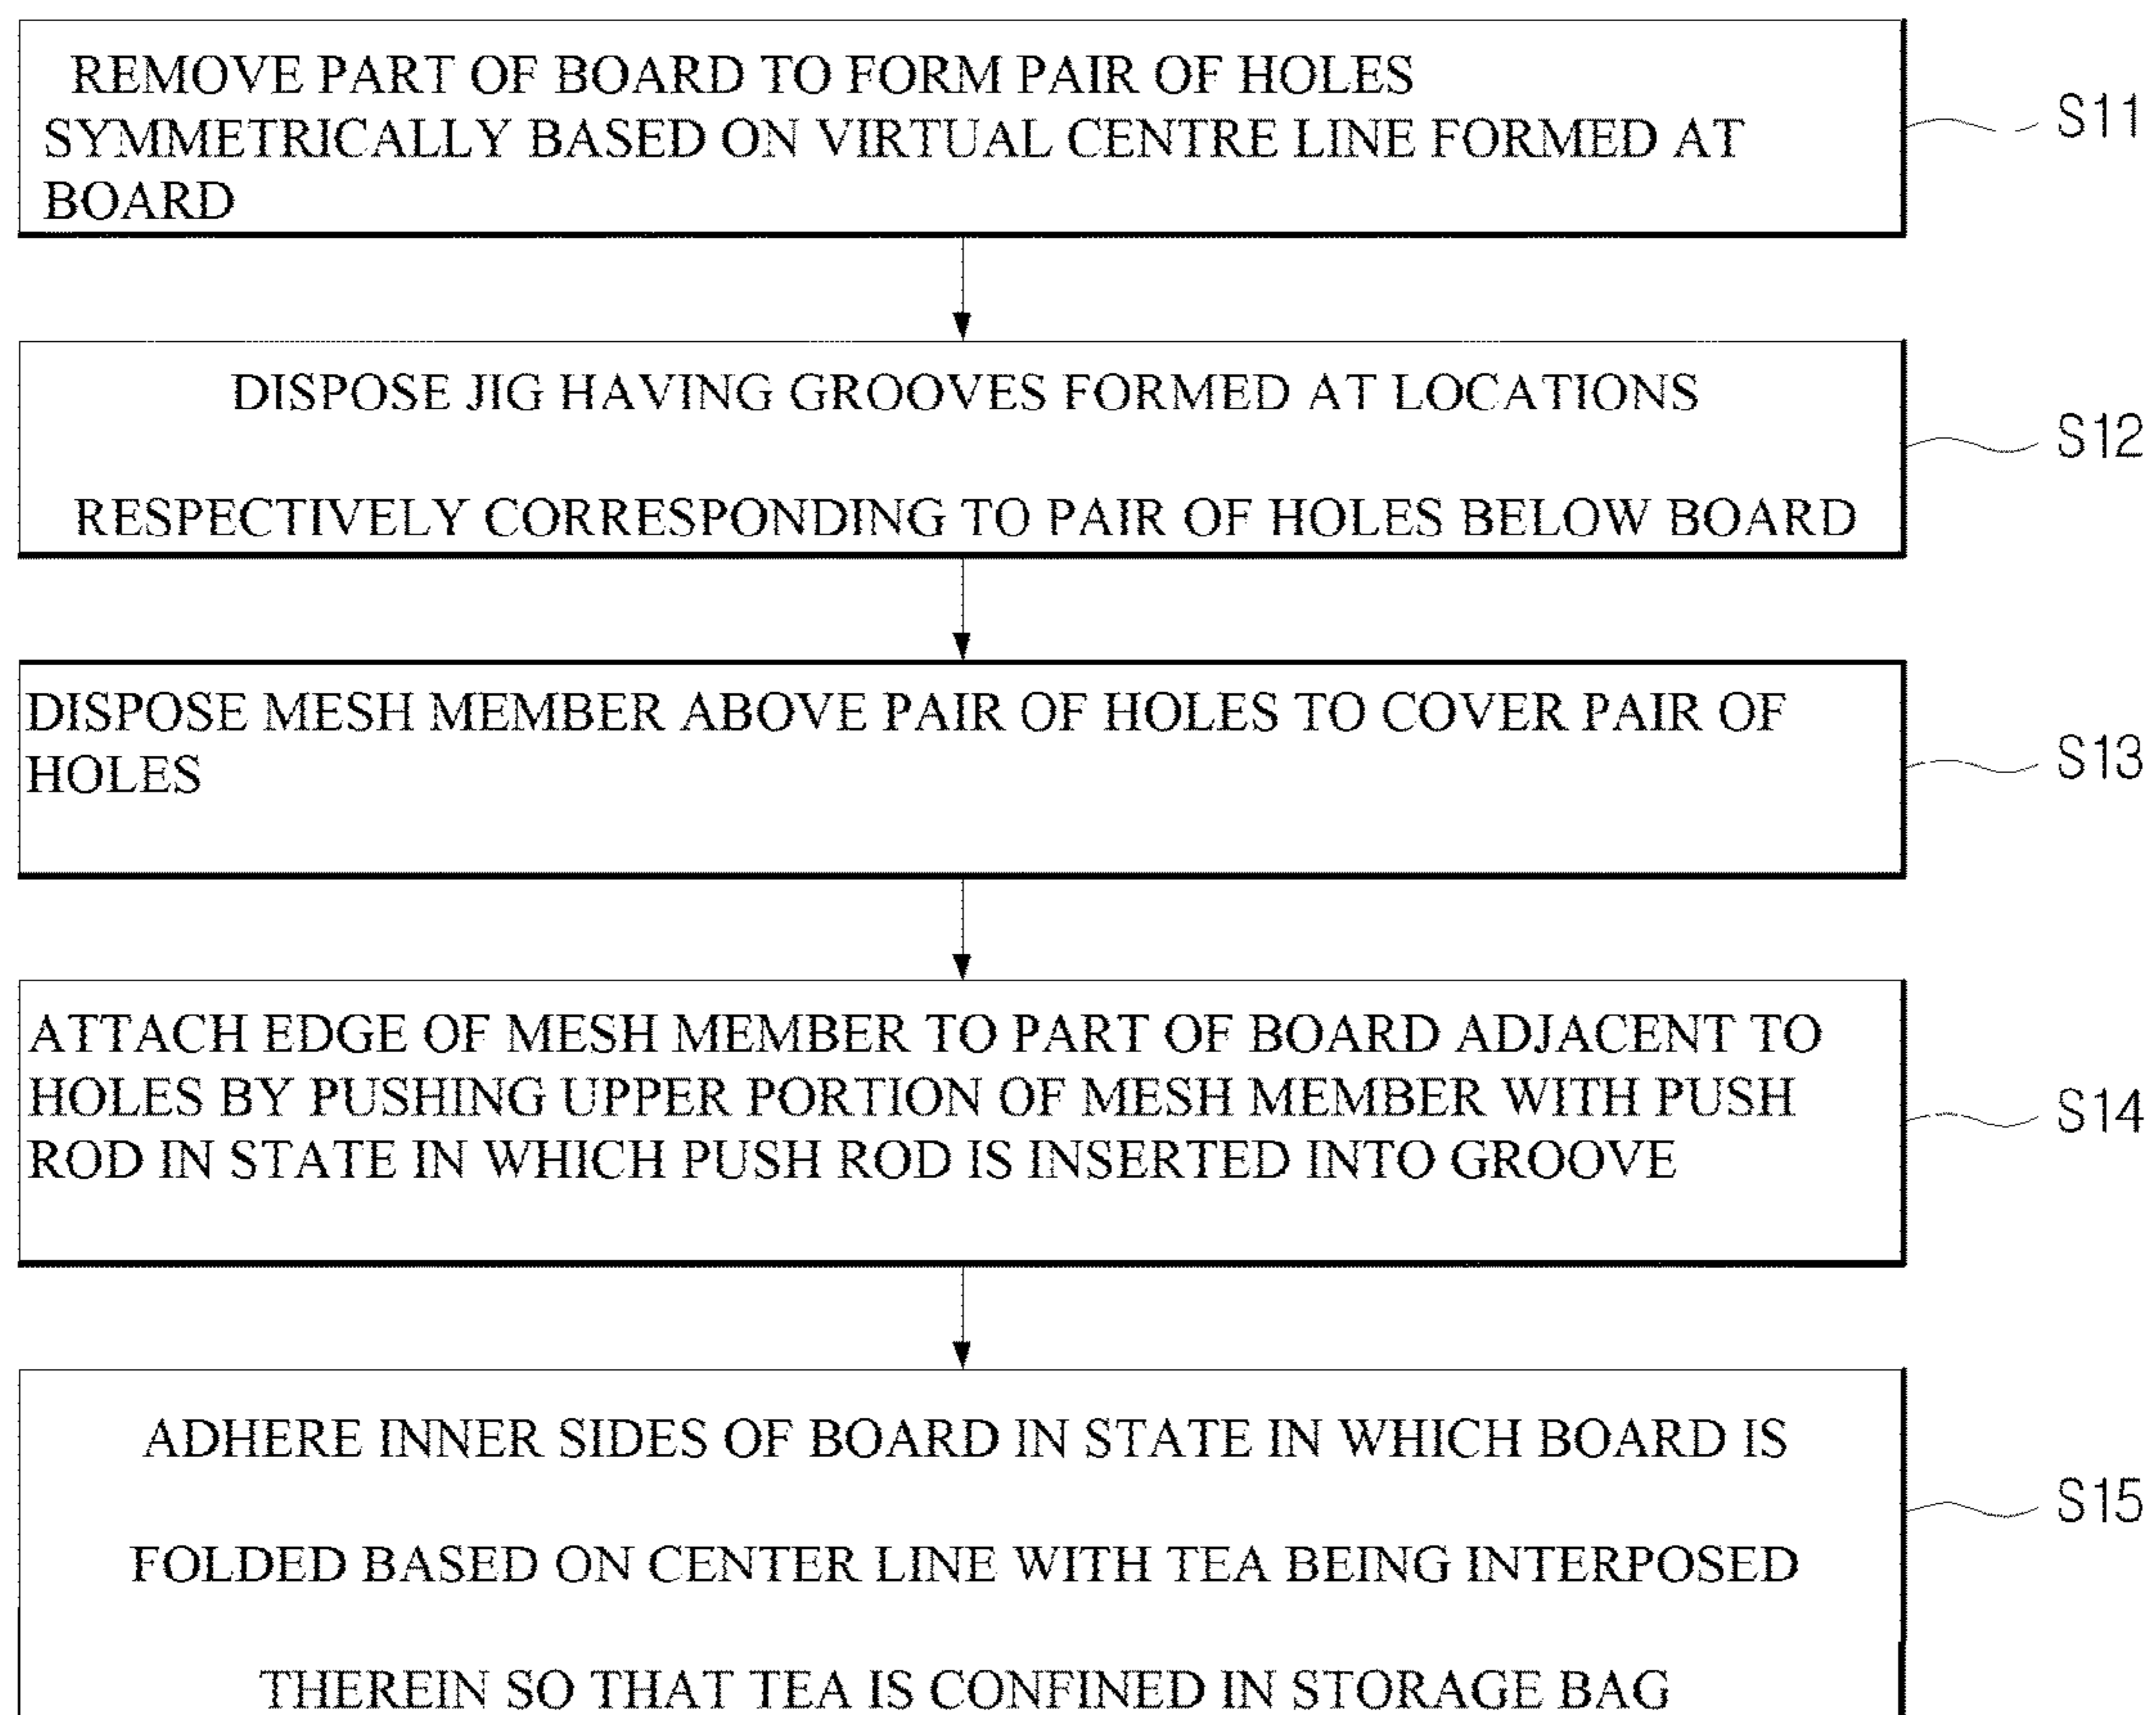 REMOVE PART OF BOARD TO FORM PAIR OF HOLES
SYMMETRICALLY BASED ON VIRTUAL CENTRE LINE FORMED AT
BOARD
S11
DISPOSE JIG HAVING GROOVES FORMED AT LOCATIONS
RESPECTIVELY CORRESPONDING TO PAIR OF HOLES BELOW BOARD
S12
DISPOSE MESH MEMBER ABOVE PAIR OF HOLES TO COVER PAIR OF
HOLES
S13
ATTACH EDGE OF MESH MEMBER TO PART OF BOARD ADJACENT TO
HOLES BY PUSHING UPPER PORTION OF MESH MEMBER WITH PUSH
ROD IN STATE IN WHICH PUSH ROD IS INSERTED INTO GROOVE
S14
ADHERE INNER SIDES OF BOARD IN STATE IN WHICH BOARD IS
FOLDED BASED ON CENTER LINE WITH TEA BEING INTERPOSED
THEREIN SO THAT TEA IS CONFINED IN STORAGE BAG
S15